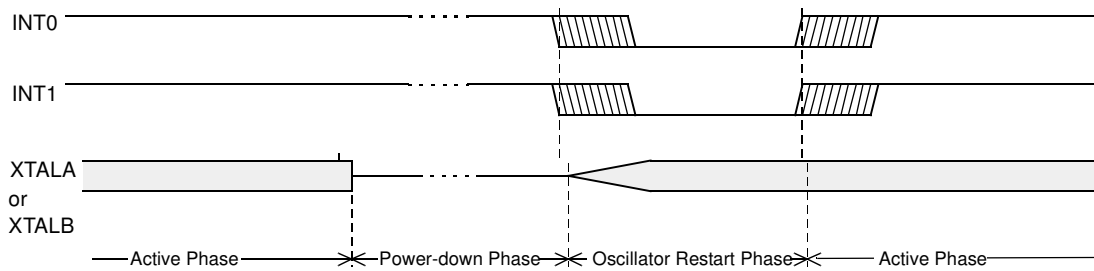 INT0
INT1
XTALA
or
XTALB
Active Phase Power-down Phase Oscillator Restart Phase Active Phase